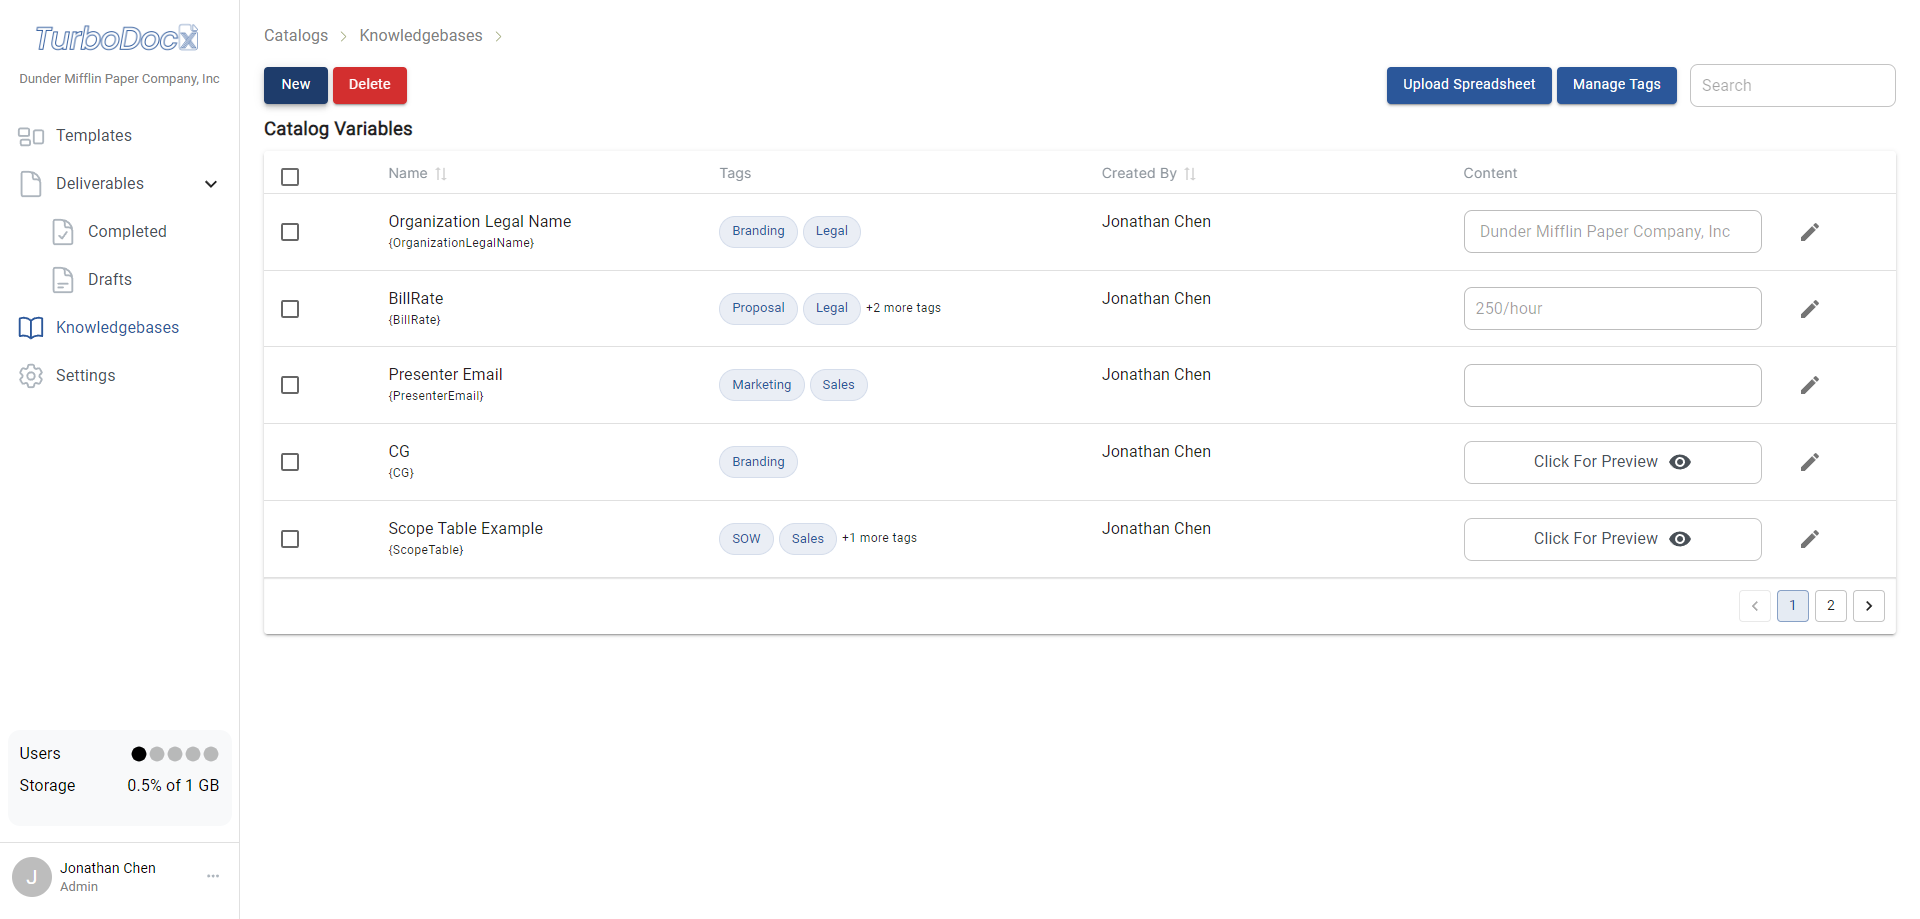 TurboDocX
Dunder Mifflin Paper Company, Inc
Templates
Deliverables
Completed
Drafts
Knowledgebases
Settings
Users
Storage 0.5% of 1 GB
J
Jonathan Chen
Admin
Catalogs Knowledgebases
New Delete Upload Spreadsheet Manage Tags Search
Catalog Variables
Name Tags Created By Content
Organization Legal Name Branding Legal Jonathan Chen Dunder Mifflin Paper Company, Inc
{OrganizationLegalName}
BillRate Proposal Legal +2 more tags Jonathan Chen 250/hour
{BillRate}
Presenter Email Marketing Sales Jonathan Chen
{PresenterEmail}
CG Branding Jonathan Chen Click For Preview
{CG}
Scope Table Example SOW Sales +1 more tags Jonathan Chen Click For Preview
{ScopeTable}
1 2